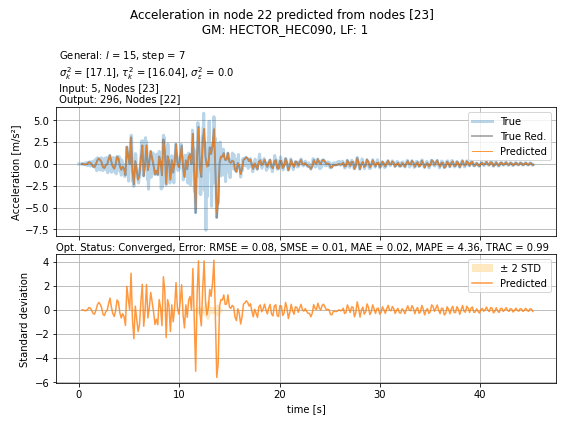 Acceleration in node 22 predicted from nodes [23]
GM: HECTOR_HEC090, LF: 1
General: l = 15, step = 7
σ²ₖ = [17.1], τ²ₖ = [16.04], σ²ε = 0.0
Input: 5, Nodes [23]
Output: 296, Nodes [22]
Acceleration [m/s²]
5.0
2.5
0.0
−2.5
−5.0
−7.5
True
True Red.
Predicted
Opt. Status: Converged, Error: RMSE = 0.08, SMSE = 0.01, MAE = 0.02, MAPE = 4.36, TRAC = 0.99
Standard deviation
4
2
0
−2
−4
−6
± 2 STD
Predicted
0 10 20 30 40
time [s]